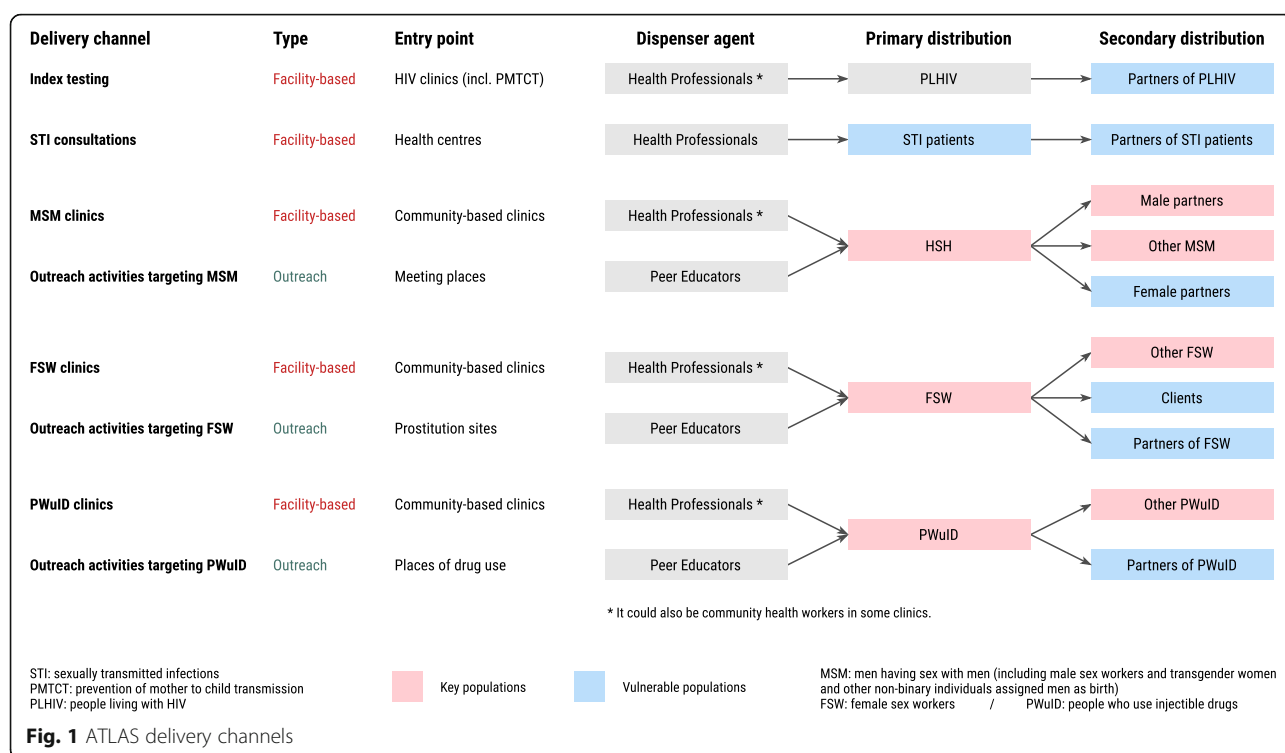 Delivery channel Type Entry point Dispenser agent Primary distribution Secondary distribution
Index testing Facility-based HIV clinics (incl. PMTCT) Health Professionals * PLHIV Partners of PLHIV
STI consultations Facility-based Health centres Health Professionals STI patients Partners of STI patients
Male partners
MSM clinics Facility-based Community-based clinics Health Professionals *
HSH Other MSM
Outreach activities targeting MSM Outreach Meeting places Peer Educators
Female partners
Other FSW
FSW clinics Facility-based Community-based clinics Health Professionals *
FSW Clients
Outreach activities targeting FSW Outreach Prostitution sites Peer Educators
Partners of FSW
PWuID clinics Facility-based Community-based clinics Health Professionals * Other PWuID
PWuID
Outreach activities targeting PWuID Outreach Places of drug use Peer Educators Partners of PWuID
* It could also be community health workers in some clinics.
STI: sexually transmitted infections
PMTCT: prevention of mother to child transmission
PLHIV: people living with HIV
Key populations
Vulnerable populations
MSM: men having sex with men (including male sex workers and transgender women
and other non-binary individuals assigned men as birth)
FSW: female sex workers / PWuID: people who use injectible drugs
Fig. 1 ATLAS delivery channels